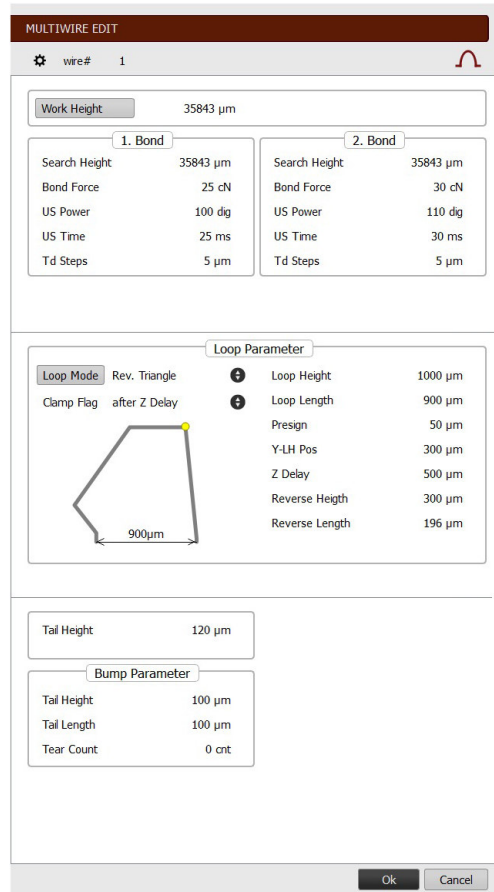 MULTIWIRE EDIT
wire# 1
Work Height 35843 µm
1. Bond
Search Height 35843 µm
Bond Force 25 cN
US Power 100 dig
US Time 25 ms
Td Steps 5 µm
2. Bond
Search Height 35843 µm
Bond Force 30 cN
US Power 110 dig
US Time 30 ms
Td Steps 5 µm
Loop Parameter
Loop Mode Rev. Triangle
Clamp Flag after Z Delay
900µm
Loop Height 1000 µm
Loop Length 900 µm
Presign 50 µm
Y-LH Pos 300 µm
Z Delay 500 µm
Reverse Heigth 300 µm
Reverse Length 196 µm
Tail Height 120 µm
Bump Parameter
Tail Height 100 µm
Tail Length 100 µm
Tear Count 0 cnt
Ok Cancel